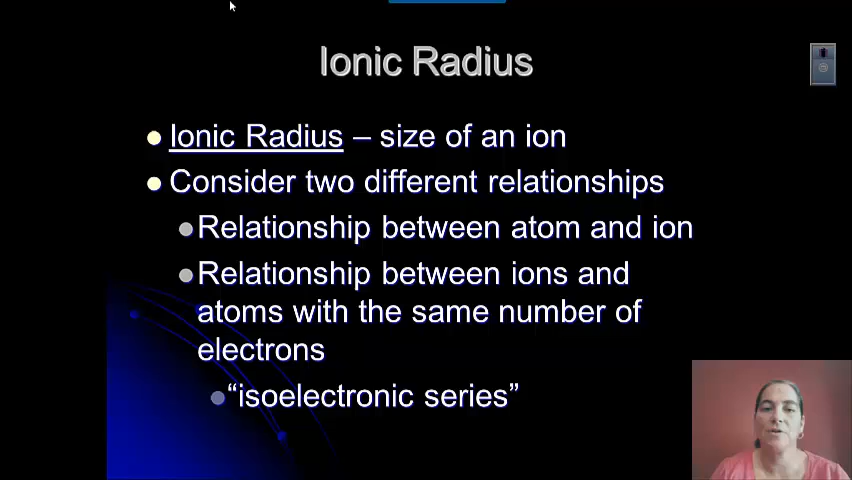 Ionic Radius
Ionic Radius – size of an ion
Consider two different relationships
Relationship between atom and ion
Relationship between ions and
atoms with the same number of
electrons
“isoelectronic series”